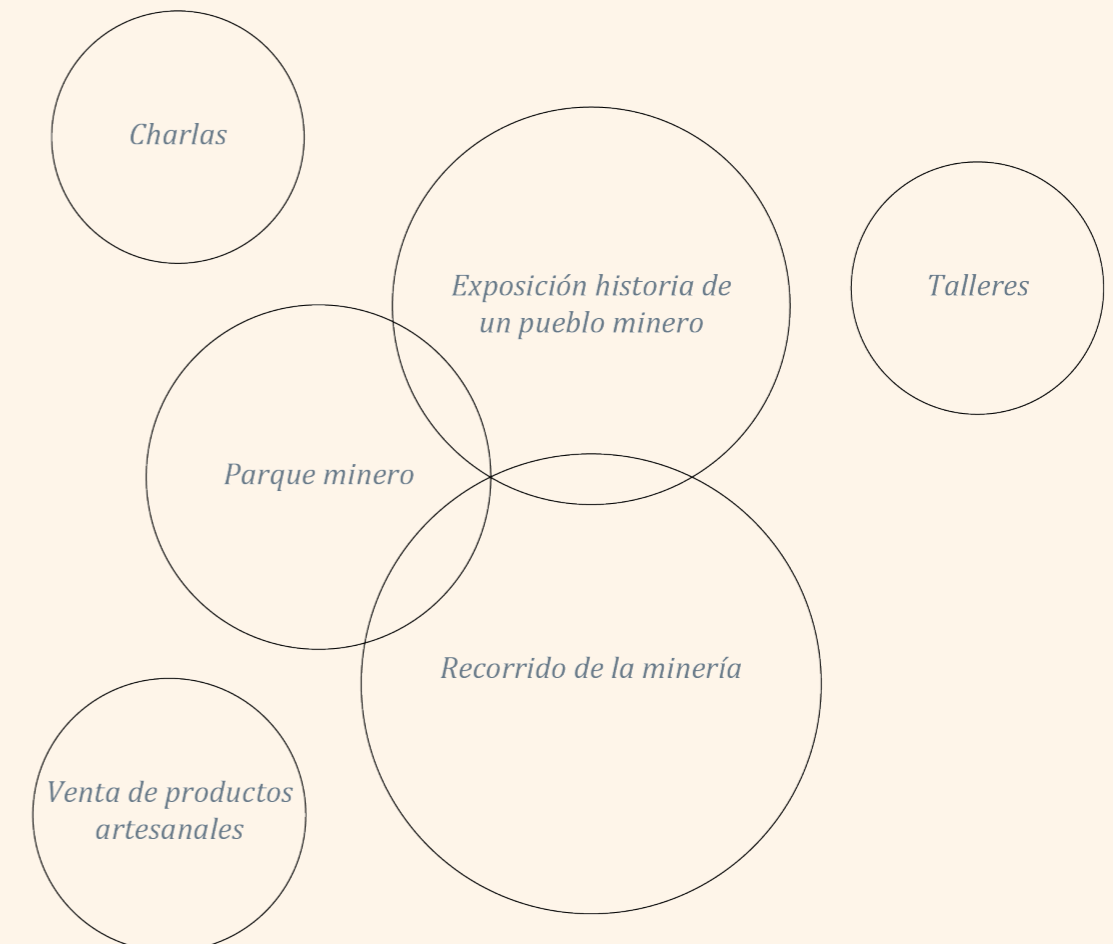 Charlas
Exposición historia de
un pueblo minero
Talleres
Parque minero
Recorrido de la minería
Venta de productos
artesanales